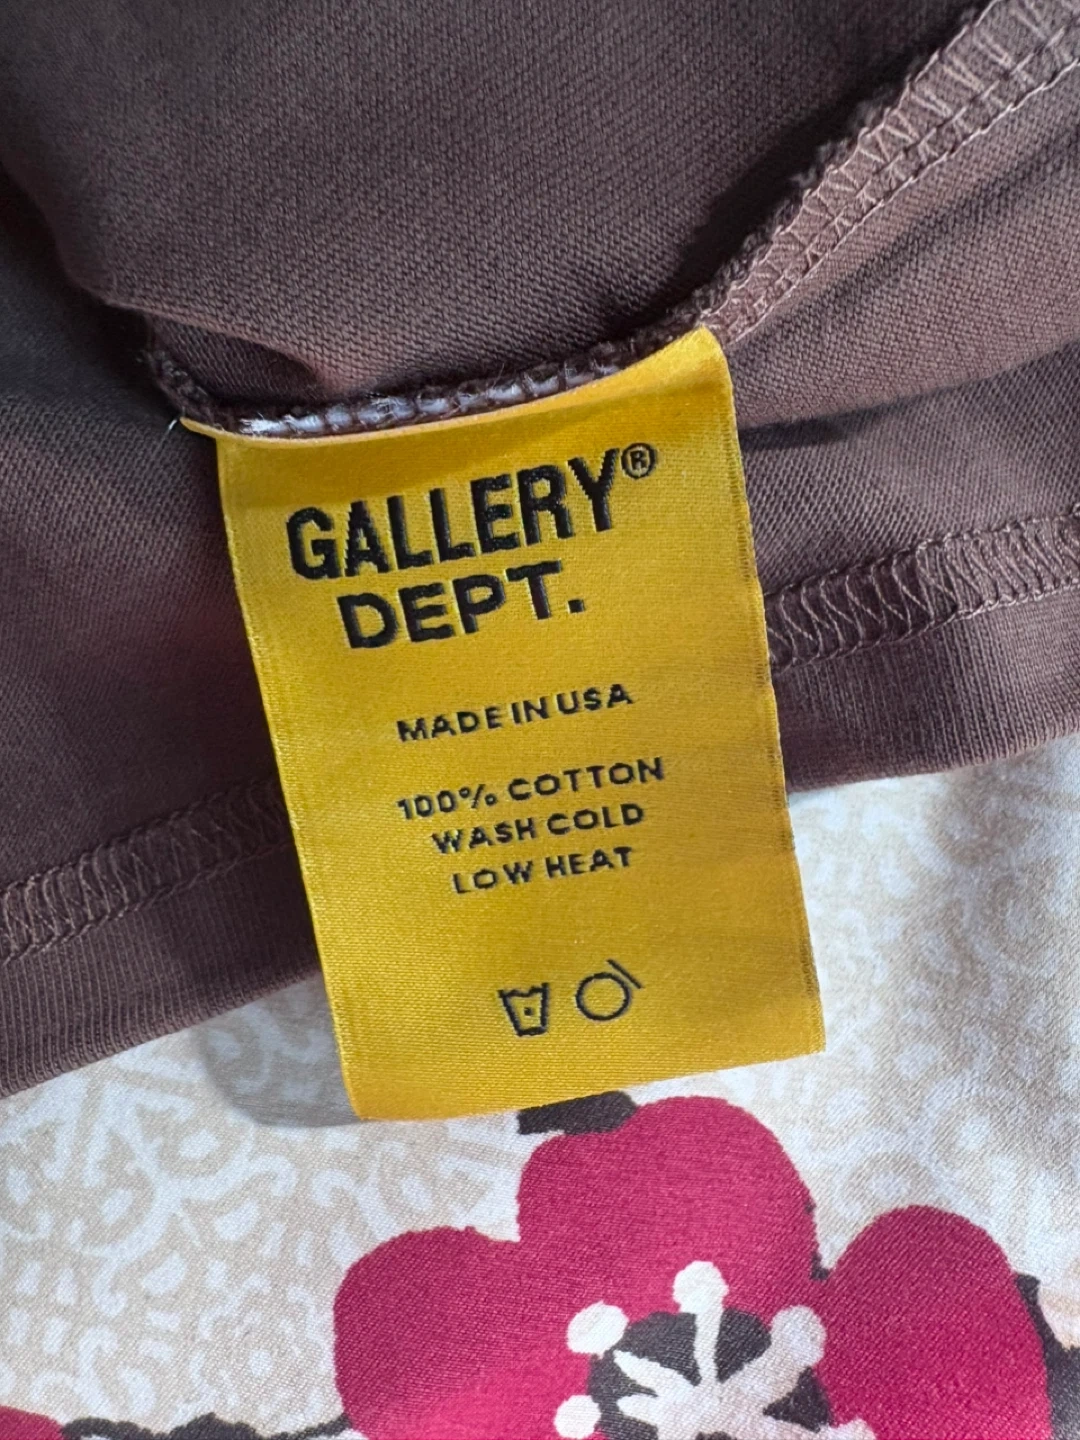 GALLERY®
DEPT.
MADE IN USA
100% COTTON
WASH COLD
LOW HEAT